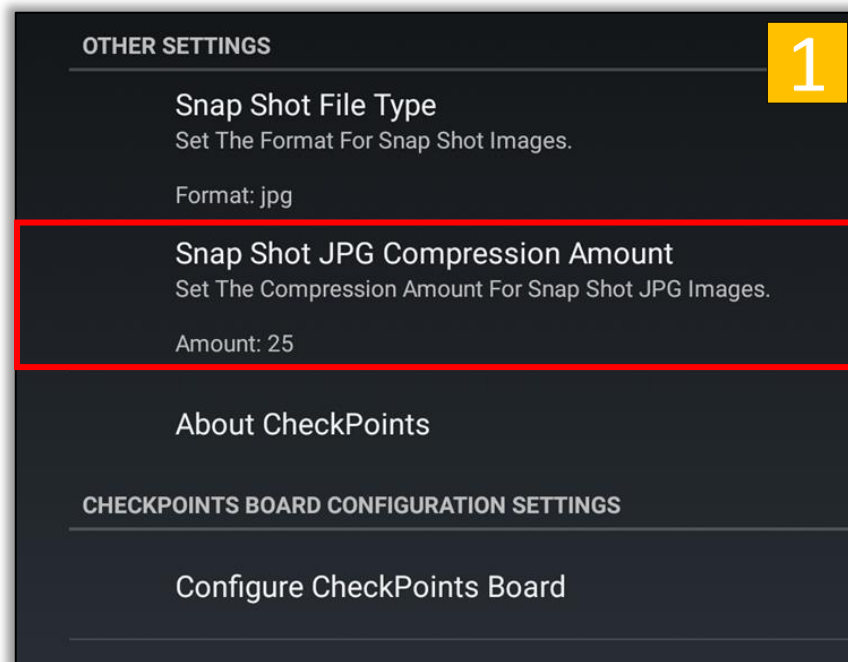 OTHER SETTINGS
1
Snap Shot File Type
Set The Format For Snap Shot Images.
Format: jpg
Snap Shot JPG Compression Amount
Set The Compression Amount For Snap Shot JPG Images.
Amount: 25
About CheckPoints
CHECKPOINTS BOARD CONFIGURATION SETTINGS
Configure CheckPoints Board